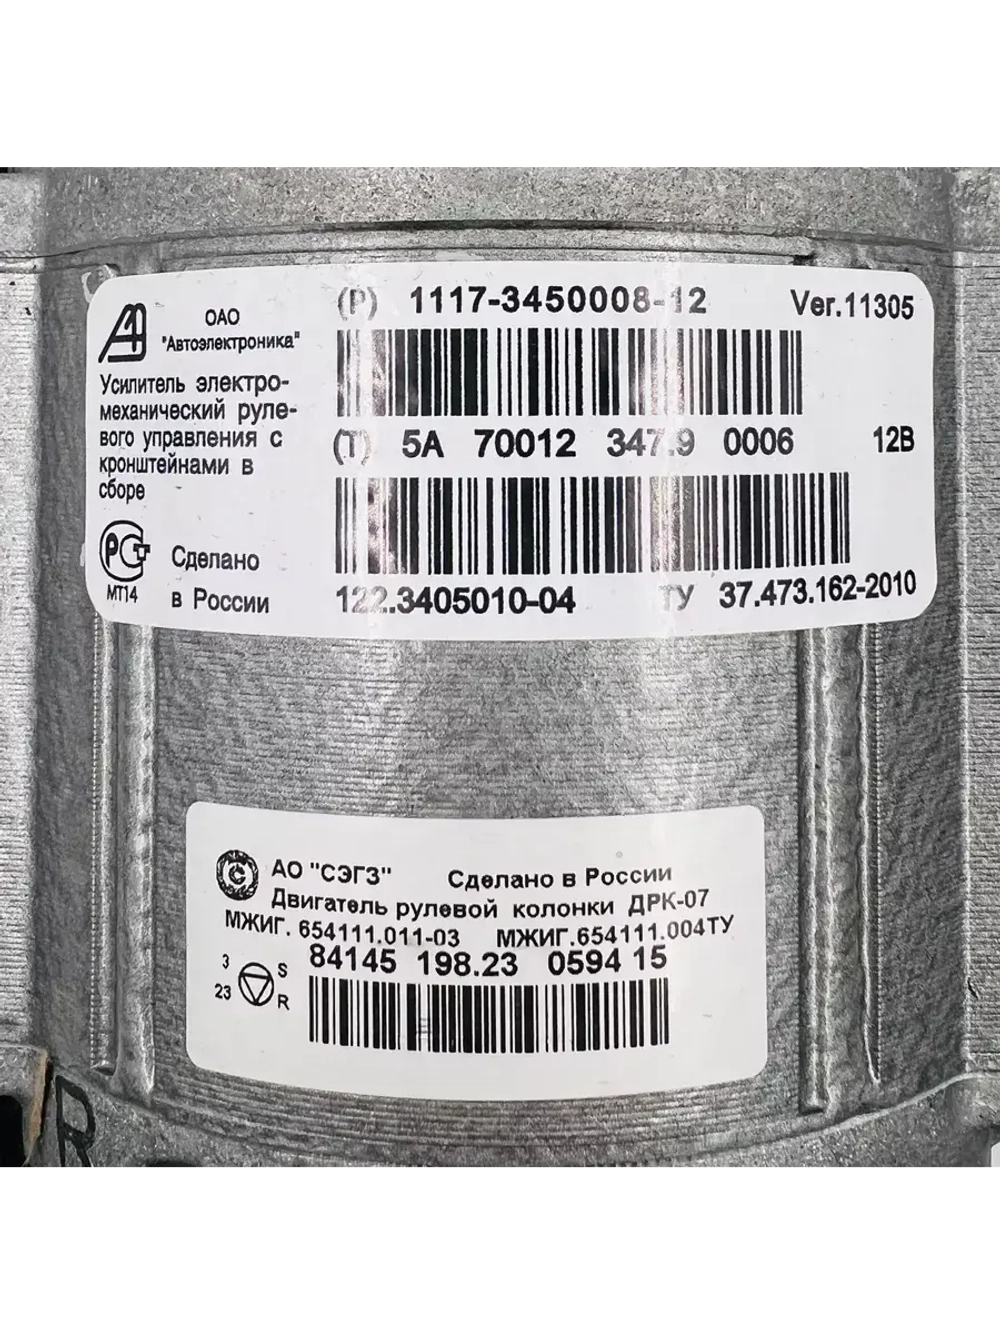 ОАО
"Автоэлектроника"
Усилитель электро-
механический руле-
вого управления с
кронштейнами в
сборе
МТ14
Сделано
в России
(P) 1117-3450008-12 Ver.11305
(T) 5A 70012 347.9 0006 12В
122.3405010-04 ТУ 37.473.162-2010
АО "СЭГЗ" Сделано в России
Двигатель рулевой колонки ДРК-07
МЖИГ. 654111.011-03 МЖИГ.654111.004ТУ
84145 198.23 0594 15
3 S
23 R
R